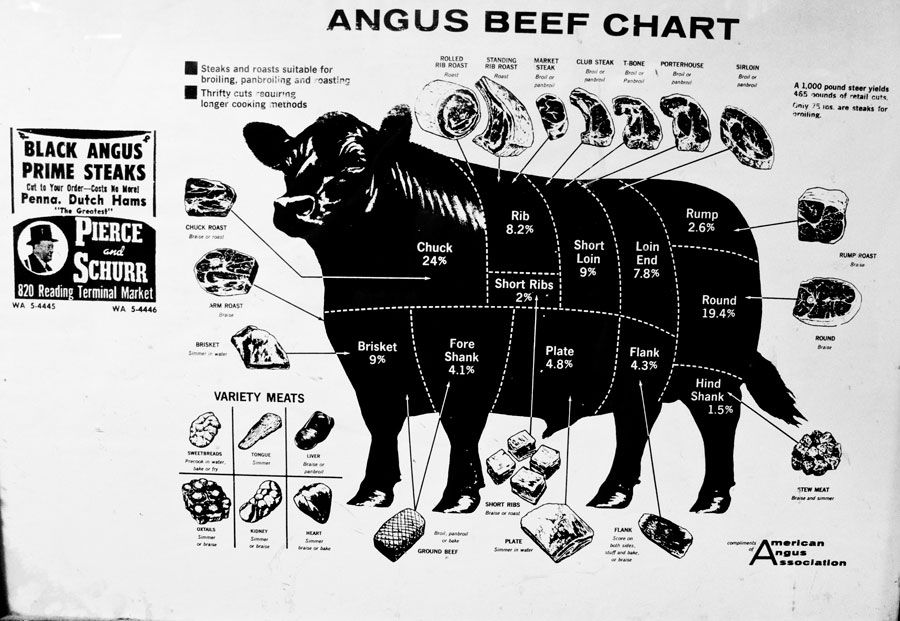 ANGUS BEEF CHART
Steaks and roasts suitable for
broiling, panbroiling and roasting
Thrifty cuts requiring
longer cooking methods
ROLLED
RIB ROAST
Roast
STANDING
RIB ROAST
Roast
MARKET
STEAK
Broil or
panbroil
CLUB STEAK
Broil or
panbroil
T-BONE
Broil or
Panbroil
PORTERHOUSE
Broil or
panbroil
SIRLOIN
Broil or
panbroil
A 1,000 pound steer yields
465 pounds of retail cuts.
Only 75 lbs. are steaks for
broiling.
BLACK ANGUS
PRIME STEAKS
Cut to Your Order—Costs No More!
Penna. Dutch Hams
"The Greatest!"
PIERCE
and
SCHURR
820 Reading Terminal Market
WA 5-4445
WA 5-4446
CHUCK ROAST
Braise or roast
ARM ROAST
Braise
BRISKET
Simmer in water
Chuck
24%
Rib
8.2%
Short Ribs
2%
Short
Loin
9%
Loin
End
7.8%
Rump
2.6%
Round
19.4%
Brisket
9%
Fore
Shank
4.1%
Plate
4.8%
Flank
4.3%
Hind
Shank
1.5%
RUMP ROAST
Braise
ROUND
Braise
STEW MEAT
Braise and simmer
VARIETY MEATS
SWEETBREADS
Precook in water,
bake or fry
TONGUE
Simmer
LIVER
Braise or
panbroil
OXTAILS
Simmer
or braise
KIDNEY
Simmer
or braise
HEART
Simmer
braise or bake
Broil, panbroil
or bake
GROUND BEEF
SHORT RIBS
Braise or roast
PLATE
Simmer in water
FLANK
Score on
both sides,
stuff and bake,
or braise
compliments
of
American
Angus
Association